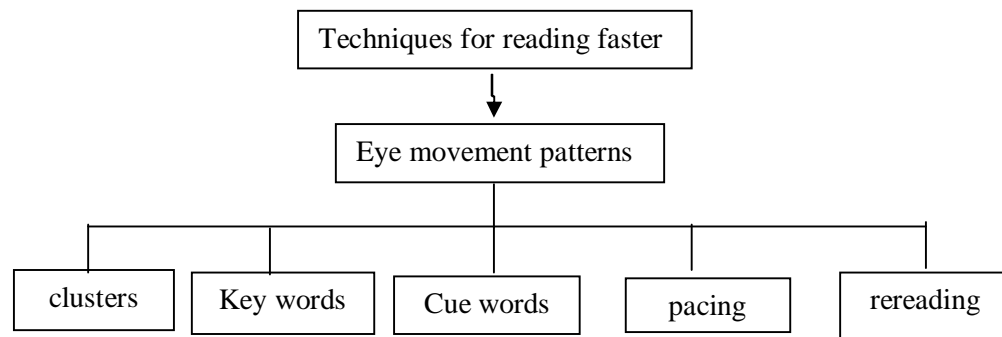 Techniques for reading faster
Eye movement patterns
clusters
Key words
Cue words
pacing
rereading